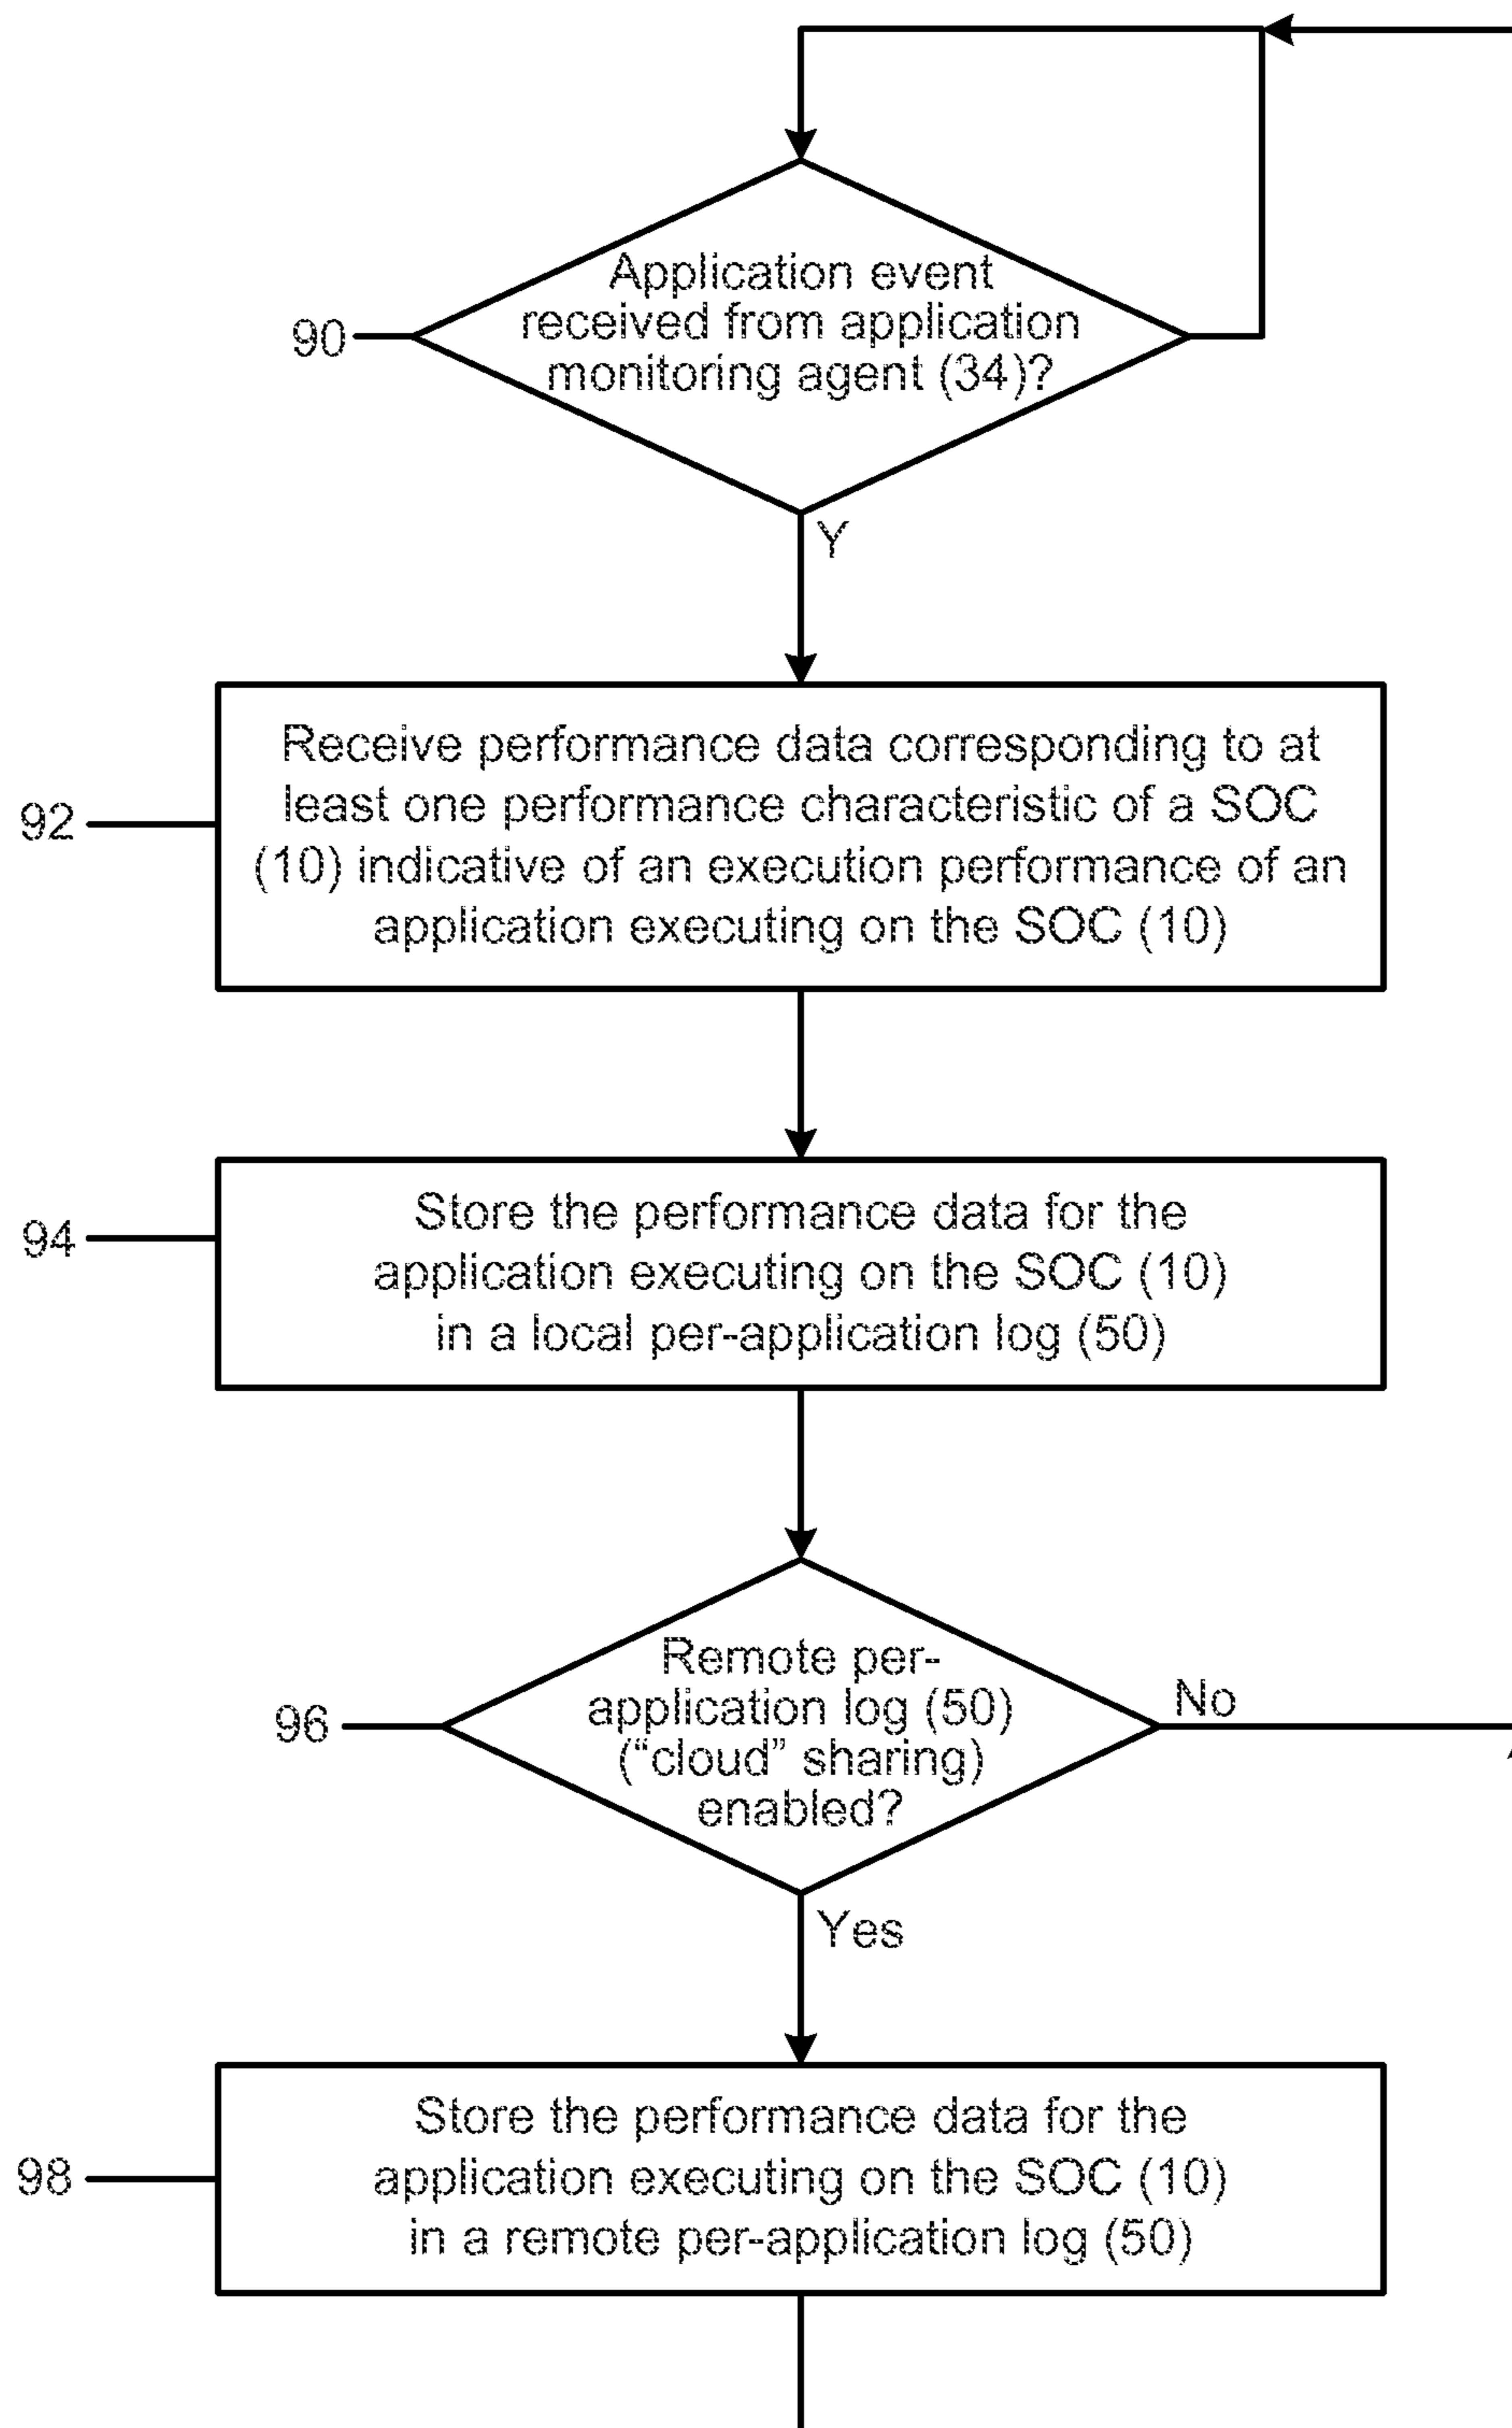 Application event
received from application
monitoring agent (34)?
90
Y
Receive performance data corresponding to at
least one performance characteristic of a SOC
(10) indicative of an execution performance of an
application executing on the SOC (10)
92
Store the performance data for the
application executing on the SOC (10)
in a local per-application log (50)
94
Remote per-
application log (50)
(“cloud” sharing)
enabled?
96
No
Yes
Store the performance data for the
application executing on the SOC (10)
in a remote per-application log (50)
98